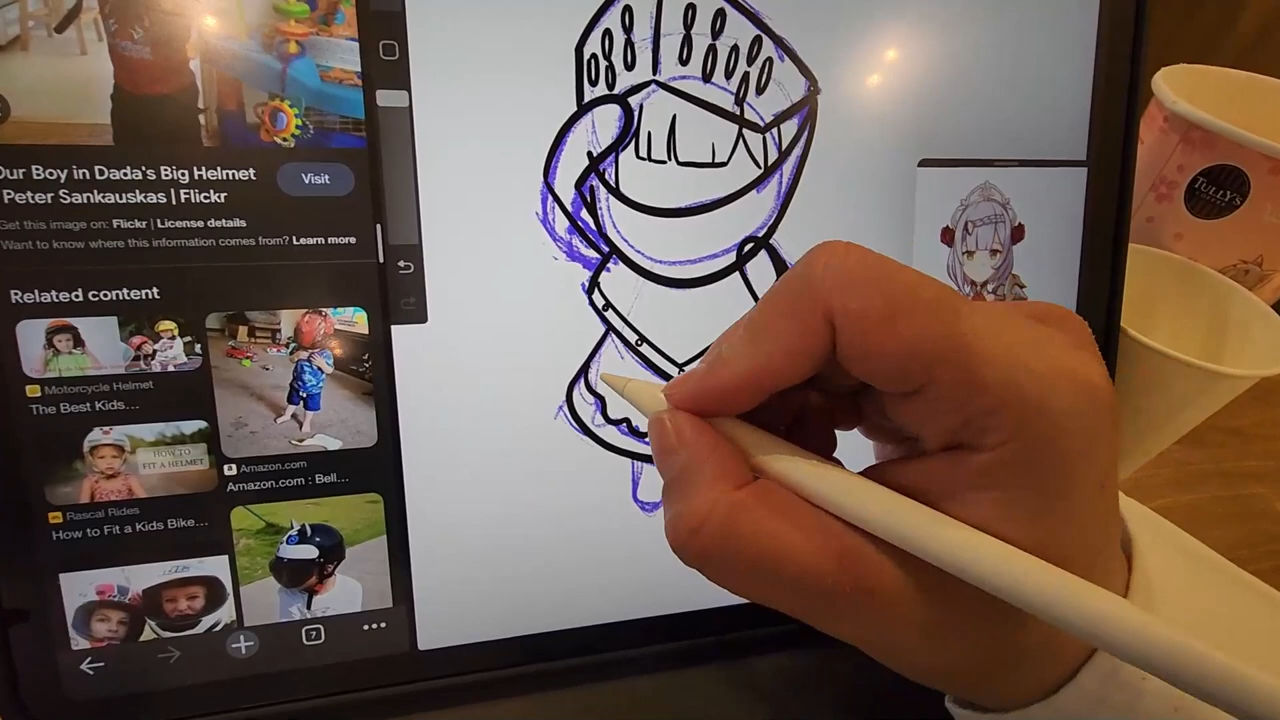 Our Boy in Dada's Big Helmet
Peter Sankauskas | Flickr
Visit
Get this image on: Flickr | License details
Want to know where this information comes from? Learn more
Related content
Motorcycle Helmet
The Best Kids...
Amazon.com
Amazon.com : Bell...
HOW TO
FIT A HELMET
Rascal Rides
How to Fit a Kids Bike...
7
TULLY'S
COFFEE